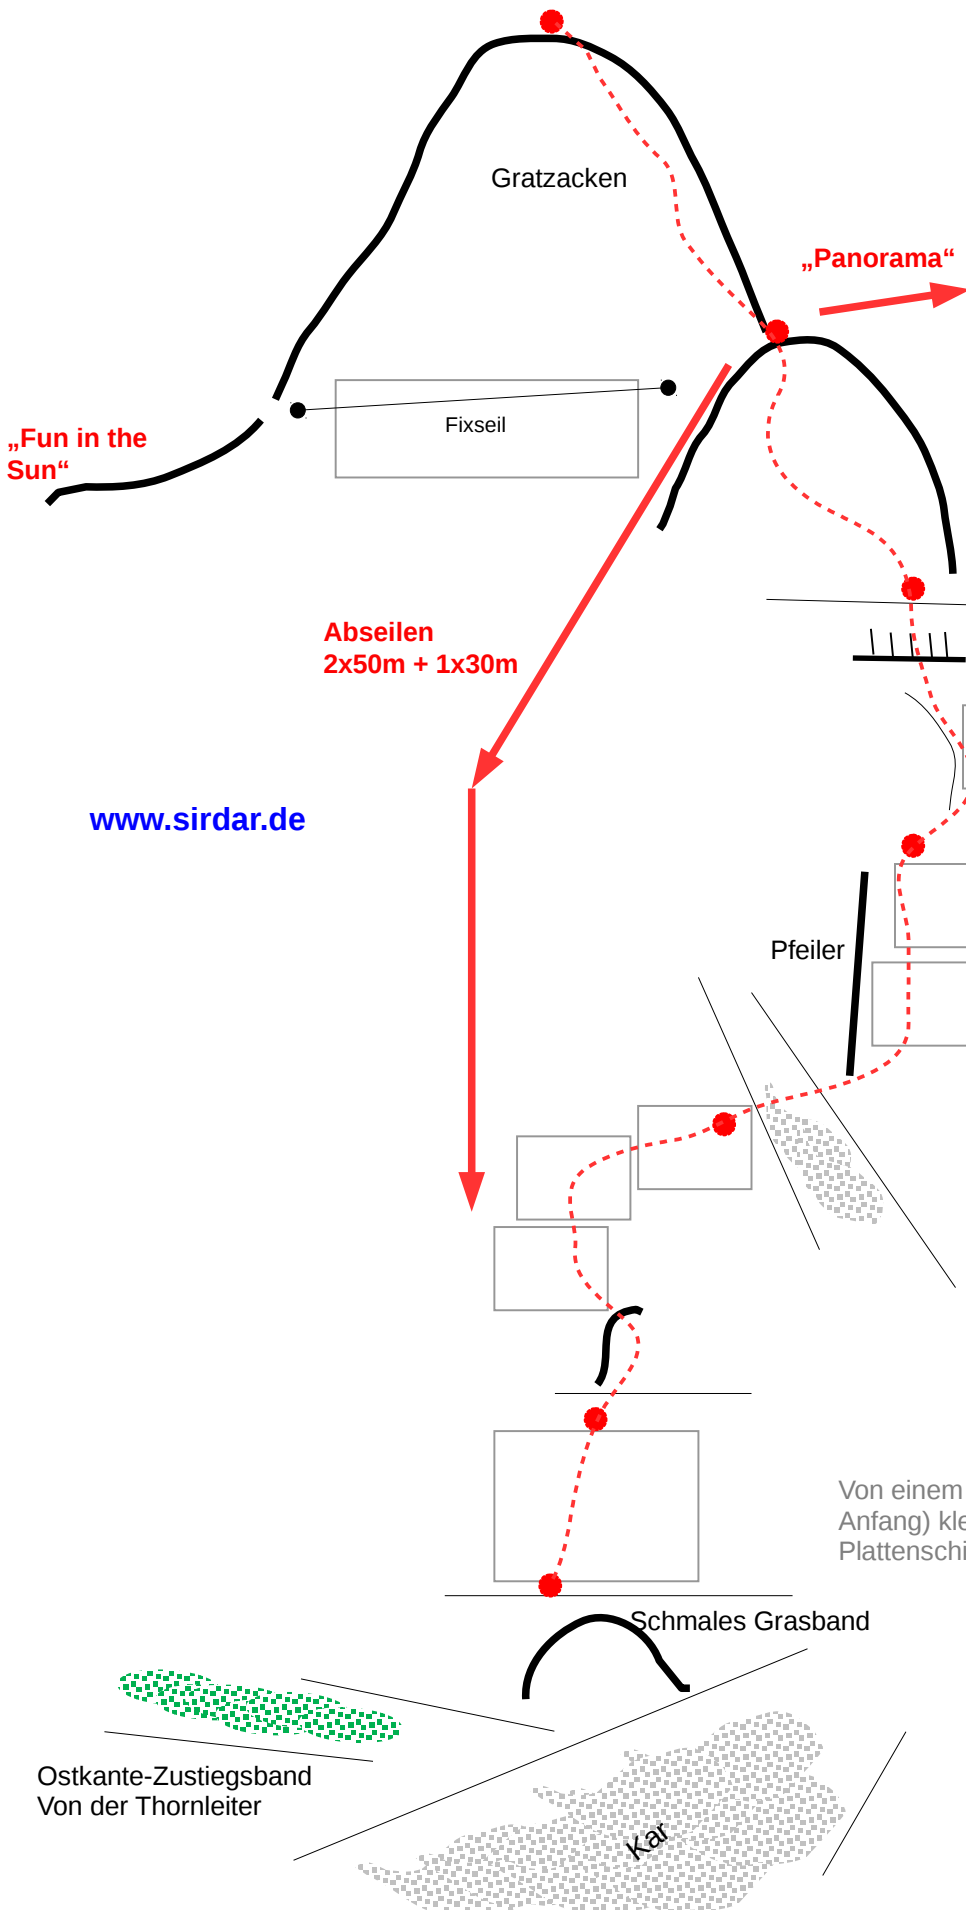 Gratzacken
„Panorama“
Fixseil
„Fun in the
Sun“
Abseilen
2x50m + 1x30m
www.sirdar.de
Pfeiler
Von einem
Anfang) kle
Plattenschi
Schmales Grasband
Ostkante-Zustiegsband
Von der Thornleiter
Kar